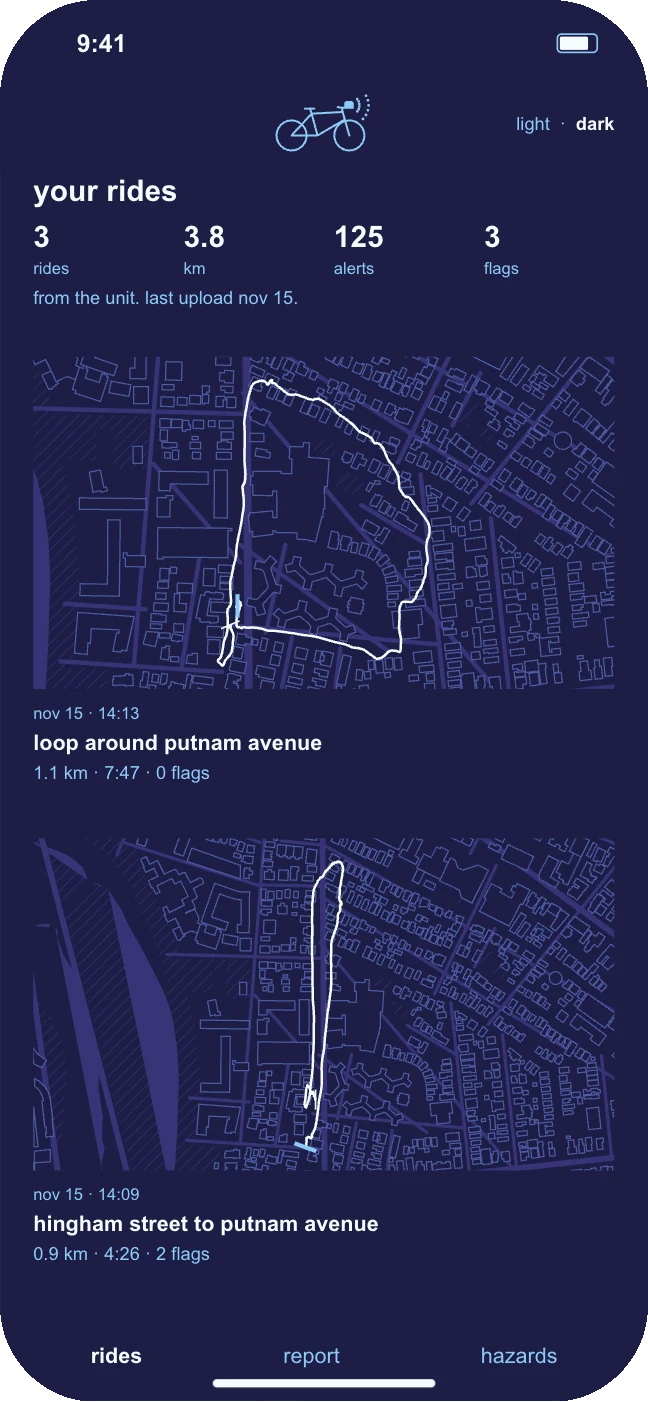 9:41
light · dark
your rides
3 3.8 125 3
rides km alerts flags
from the unit. last upload nov 15.
nov 15 · 14:13
loop around putnam avenue
1.1 km · 7:47 · 0 flags
nov 15 · 14:09
hingham street to putnam avenue
0.9 km · 4:26 · 2 flags
rides report hazards